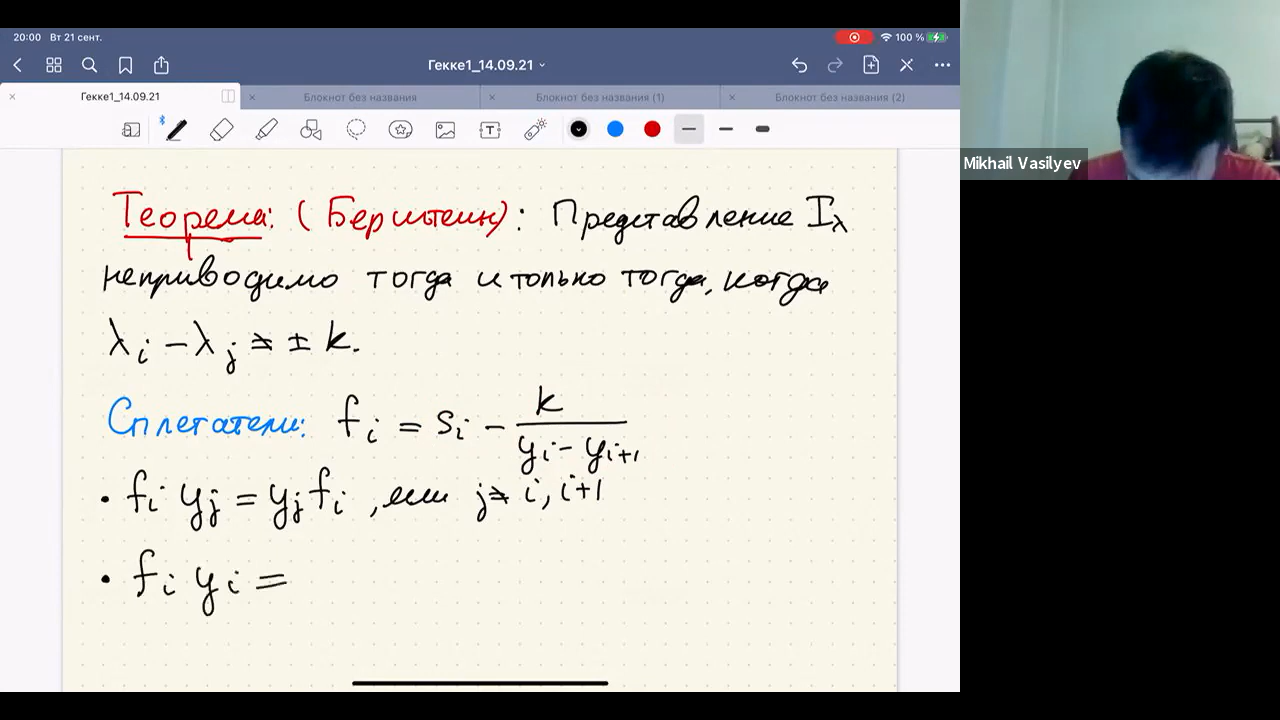 20:00 Вт 21 сент.
100 %
Гекке1_14.09.21
Гекке1_14.09.21
Блокнот без названия
Блокнот без названия (1)
Блокнот без названия (2)
Mikhail Vasilyev
Теорема: (Бернштейн): Представление I_λ
неприводимо тогда и только тогда, когда
λ_i − λ_j ≠ ± k.
Сплетатели: f_i = s_i − k / (y_i − y_{i+1})
• f_i y_j = y_j f_i , если j ≠ i, i+1
• f_i y_i =